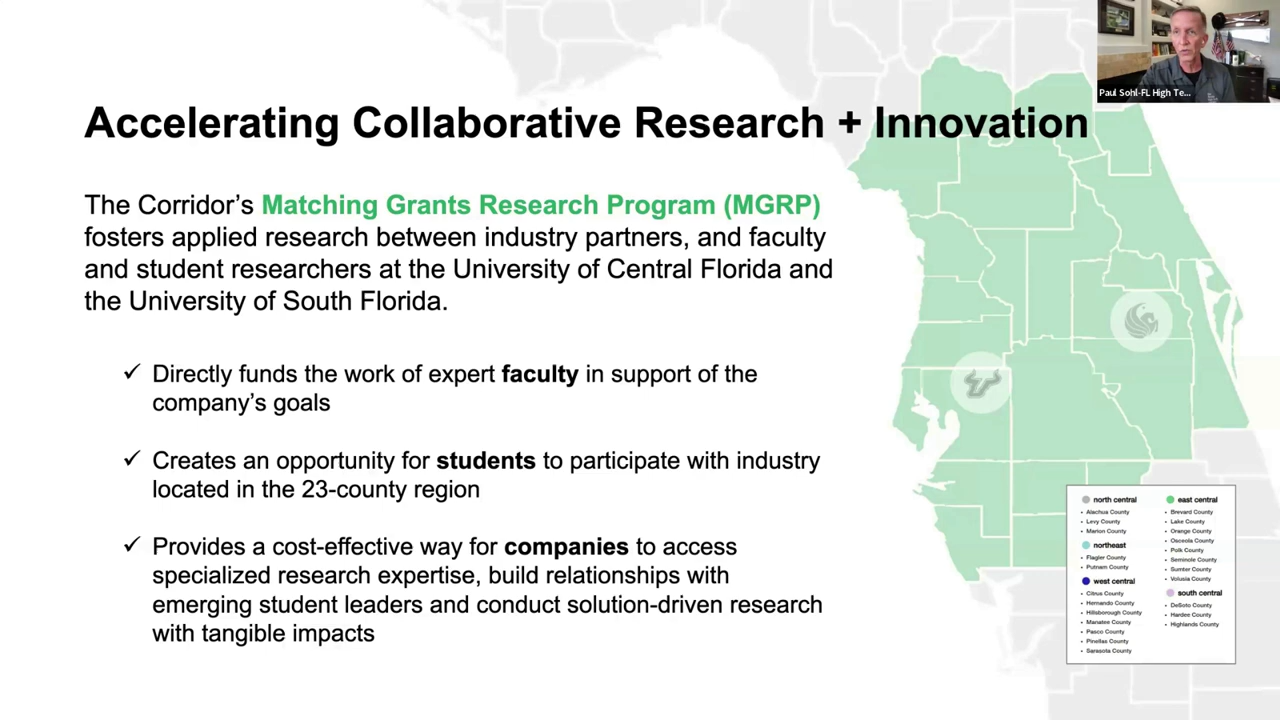 Paul Sohl-FL High Te...
Accelerating Collaborative Research + Innovation
The Corridor's Matching Grants Research Program (MGRP)
fosters applied research between industry partners, and faculty
and student researchers at the University of Central Florida and
the University of South Florida.
✓ Directly funds the work of expert faculty in support of the
company's goals
✓ Creates an opportunity for students to participate with industry
located in the 23-county region
✓ Provides a cost-effective way for companies to access
specialized research expertise, build relationships with
emerging student leaders and conduct solution-driven research
with tangible impacts
north central
• Alachua County
• Levy County
• Marion County
northeast
• Flagler County
• Putnam County
west central
• Citrus County
• Hernando County
• Hillsborough County
• Manatee County
• Pasco County
• Pinellas County
• Sarasota County
east central
• Brevard County
• Lake County
• Orange County
• Osceola County
• Polk County
• Seminole County
• Sumter County
• Volusia County
south central
• DeSoto County
• Hardee County
• Highlands County